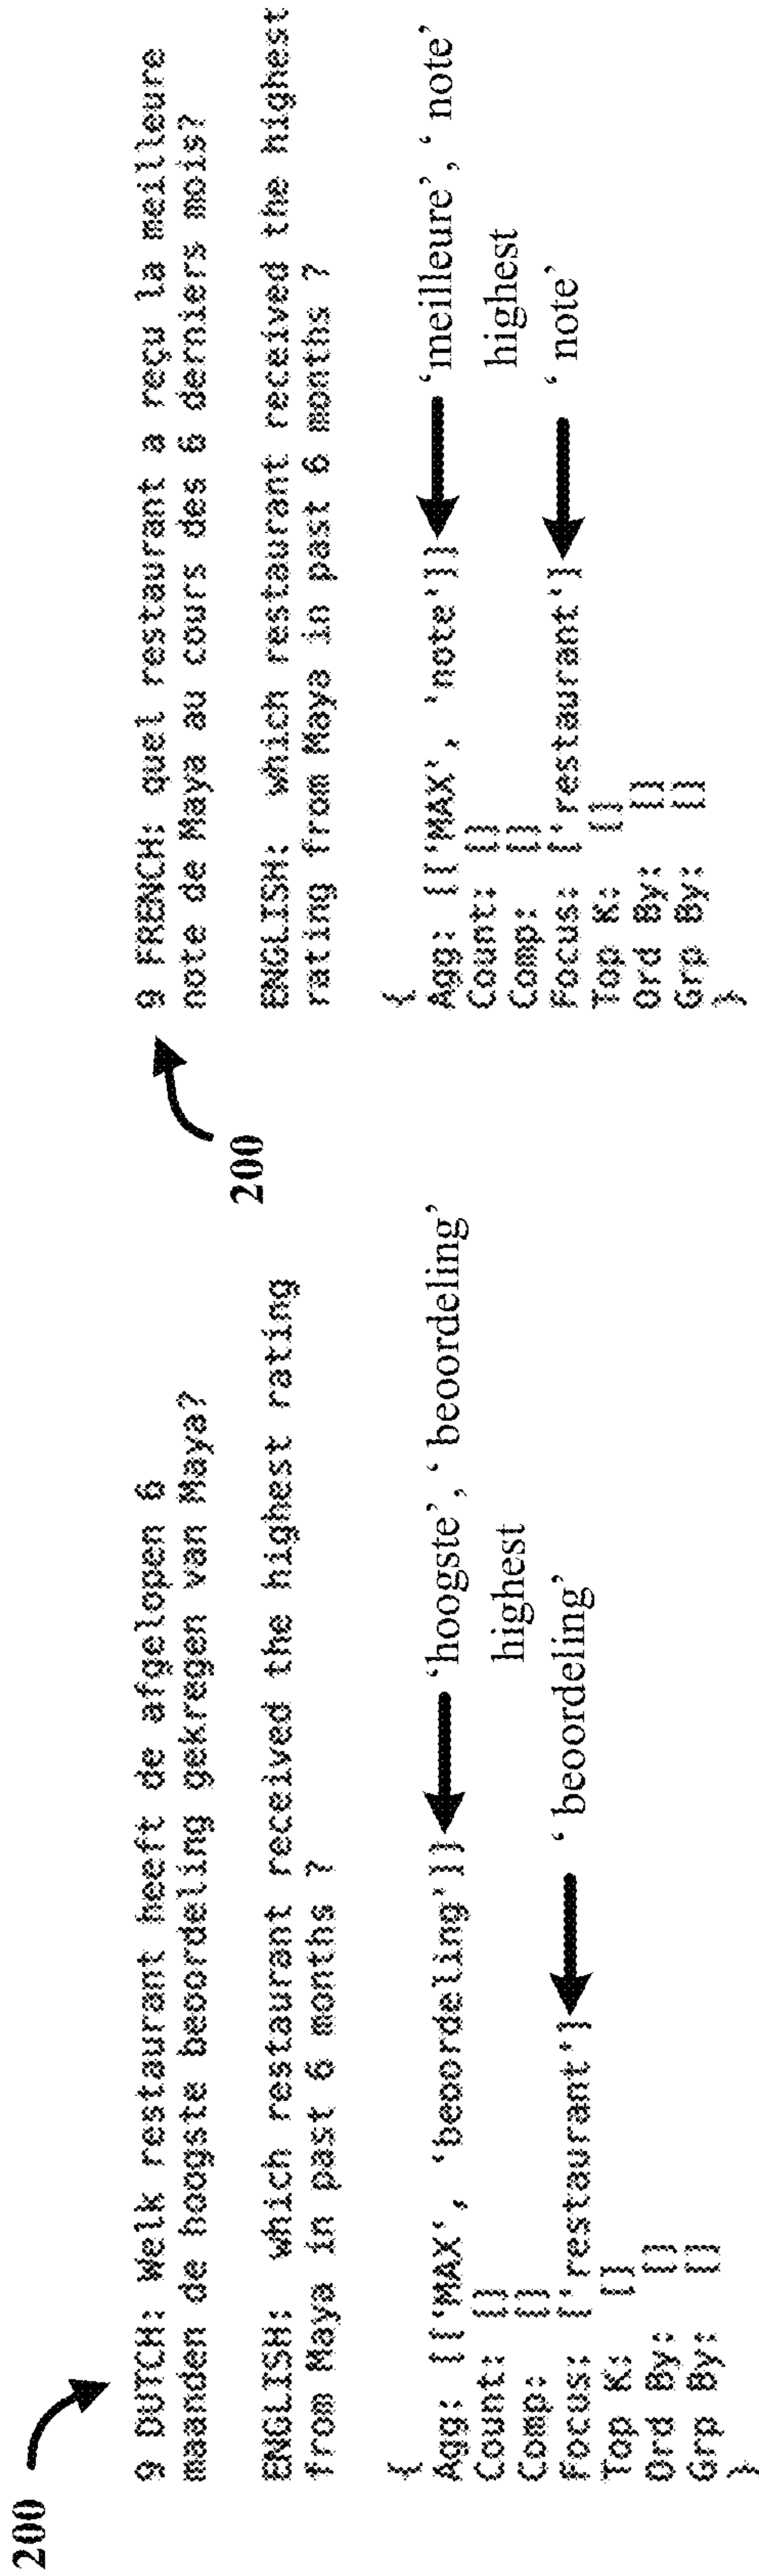 200
9 DUTCH: Welk restaurant heeft de afgelopen 6
maanden de hoogste beoordeling gekregen van Maya?
ENGLISH: which restaurant received the highest rating
from Maya in past 6 months ?
{
Agg: [['MAX', 'beoordeling']] 'hoogste', ' beoordeling'
highest
Count: []
Comp: []
Focus: ['restaurant'] ' beoordeling'
Top K: []
Ord By: []
Grp By: []
}
200
9 FRENCH: quel restaurant a reçu la meilleure
note de Maya au cours des 6 derniers mois?
ENGLISH: which restaurant received the highest
rating from Maya in past 6 months ?
{
Agg: [['MAX', 'note']] 'meilleure', ' note'
highest
Count: []
Comp: []
Focus: ['restaurant'] ' note'
Top K: []
Ord By: []
Grp By: []
}